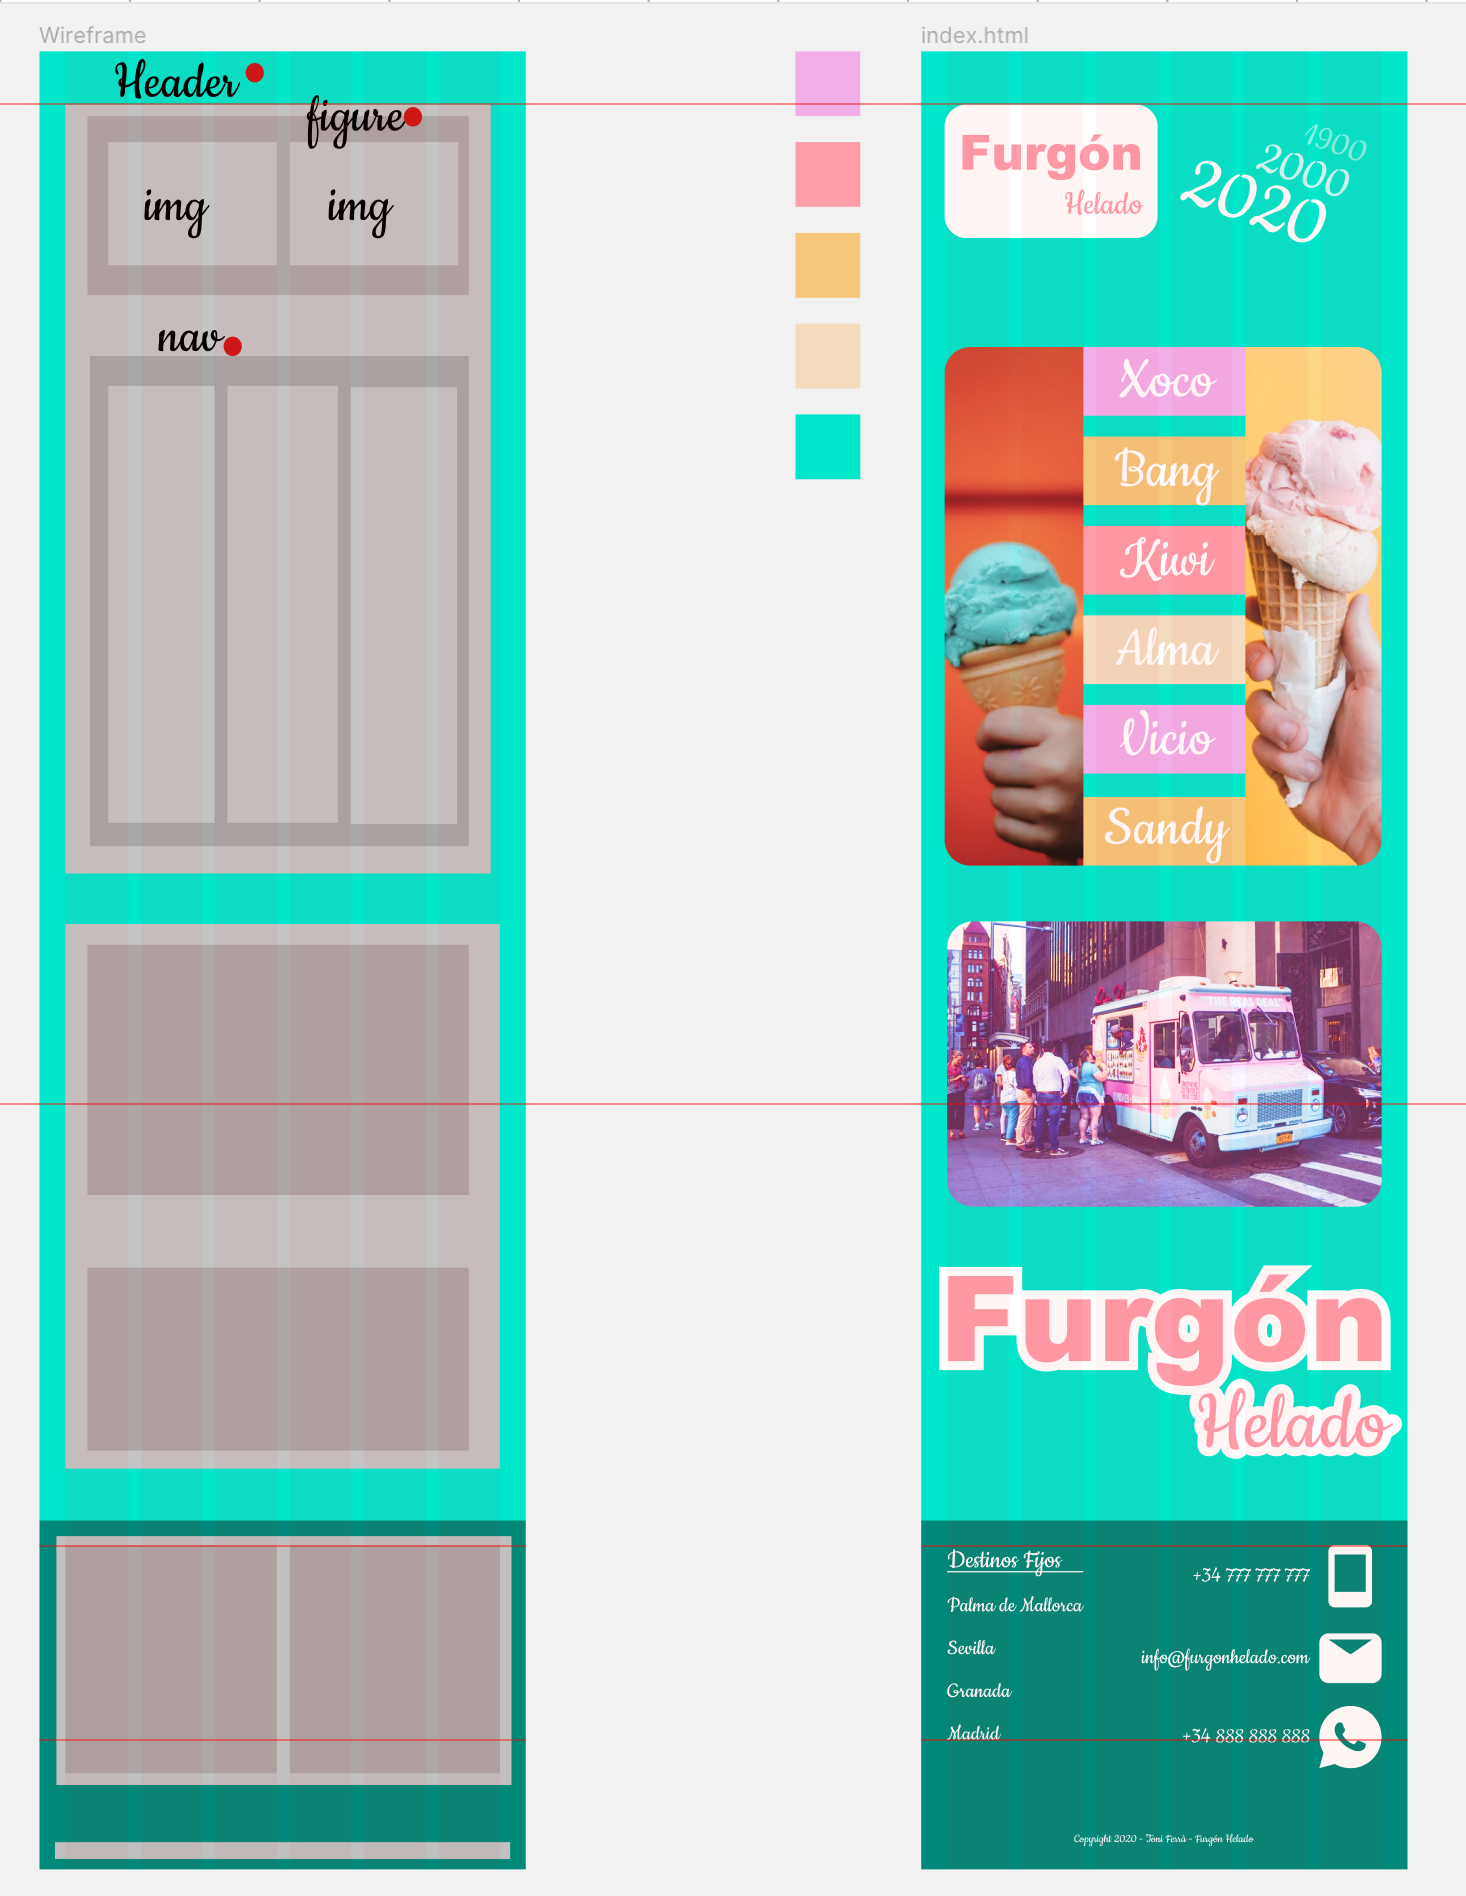 Wireframe
Header
figure
img
img
nav
index.html
Furgón
Helado
1900
2000
2020
Xoco
Bang
Kiwi
Alma
Vicio
Sandy
"THE REAL DEAL"
Furgón
Helado
Destinos Fijos
Palma de Mallorca
Sevilla
Granada
Madrid
+34 777 777 777
info@furgonhelado.com
+34 888 888 888
Copyright 2020 - Toni Ferrà - Furgón Helado